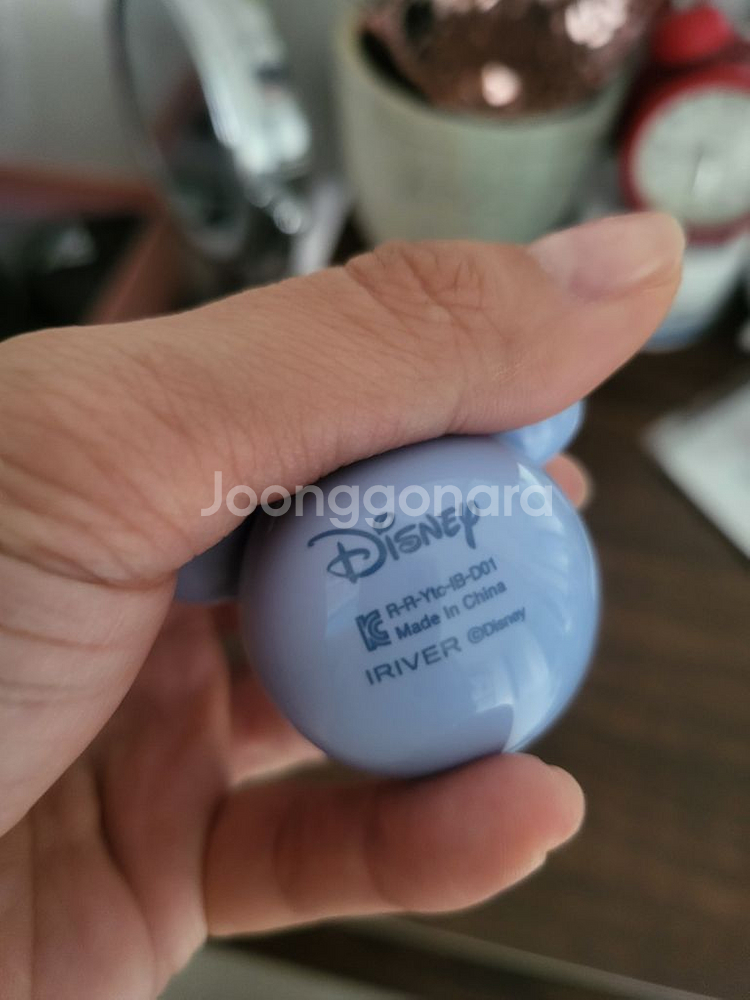 Joonggonara
Disney
R-R-Ytc-IB-D01
Made in China
IRIVER ©Disney